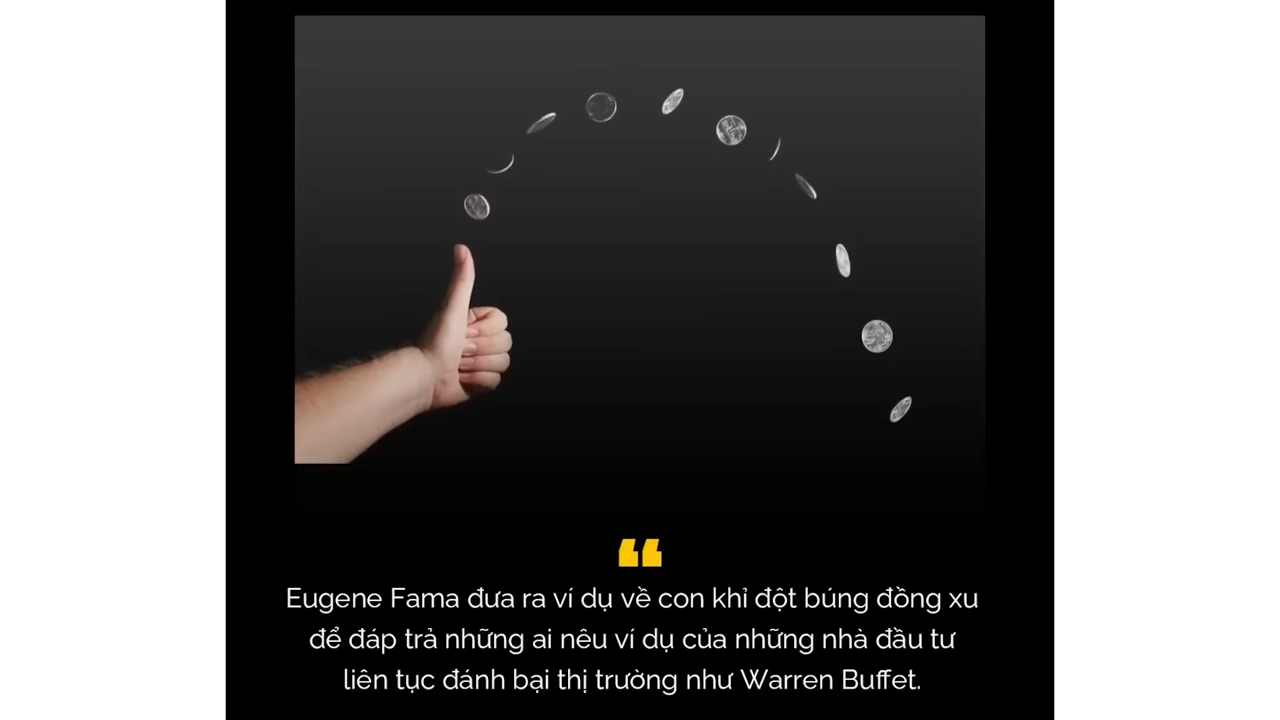 Eugene Fama đưa ra ví dụ về con khỉ đột búng đồng xu
để đáp trả những ai nêu ví dụ của những nhà đầu tư
liên tục đánh bại thị trường như Warren Buffet.